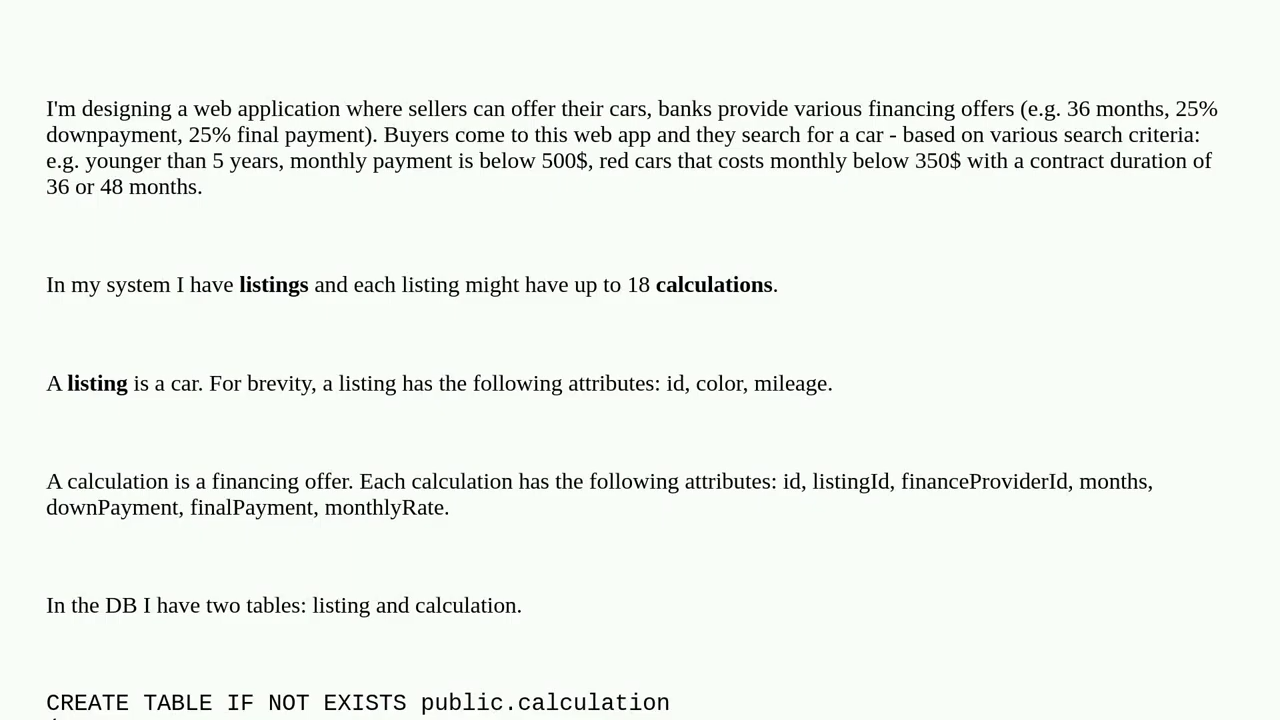 I'm designing a web application where sellers can offer their cars, banks provide various financing offers (e.g. 36 months, 25%
downpayment, 25% final payment). Buyers come to this web app and they search for a car - based on various search criteria:
e.g. younger than 5 years, monthly payment is below 500$, red cars that costs monthly below 350$ with a contract duration of
36 or 48 months.
In my system I have listings and each listing might have up to 18 calculations.
A listing is a car. For brevity, a listing has the following attributes: id, color, mileage.
A calculation is a financing offer. Each calculation has the following attributes: id, listingId, financeProviderId, months,
downPayment, finalPayment, monthlyRate.
In the DB I have two tables: listing and calculation.
CREATE TABLE IF NOT EXISTS public.calculation